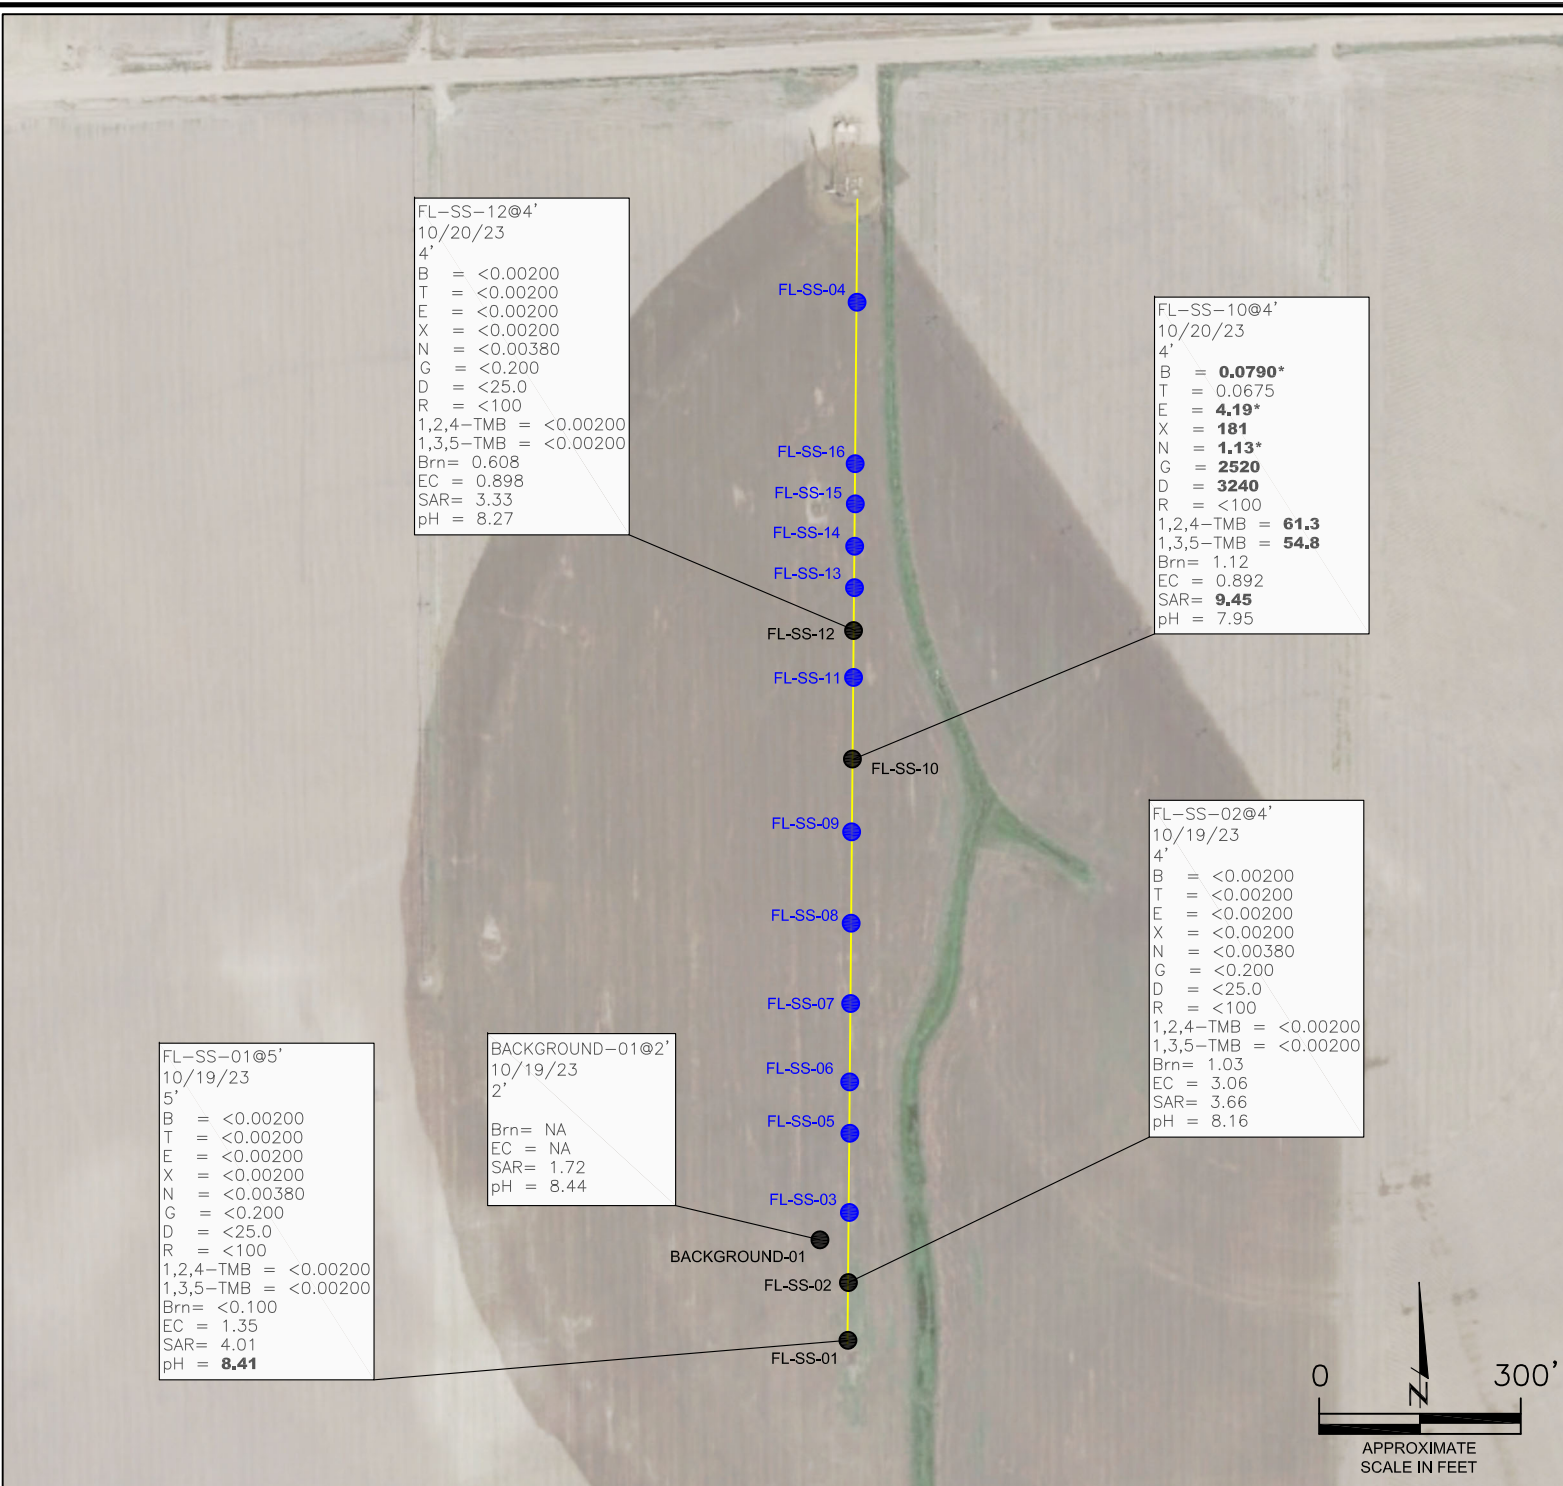 FL-SS-12@4'
10/20/23
4'
B = <0.00200
T = <0.00200
E = <0.00200
X = <0.00200
N = <0.00380
G = <0.200
D = <25.0
R = <100
1,2,4-TMB = <0.00200
1,3,5-TMB = <0.00200
Brn= 0.608
EC = 0.898
SAR= 3.33
pH = 8.27
FL-SS-10@4'
10/20/23
4'
B = 0.0790*
T = 0.0675
E = 4.19*
X = 181
N = 1.13*
G = 2520
D = 3240
R = <100
1,2,4-TMB = 61.3
1,3,5-TMB = 54.8
Brn= 1.12
EC = 0.892
SAR= 9.45
pH = 7.95
FL-SS-04
FL-SS-16
FL-SS-15
FL-SS-14
FL-SS-13
FL-SS-12
FL-SS-11
FL-SS-10
FL-SS-09
FL-SS-08
FL-SS-07
FL-SS-06
FL-SS-05
FL-SS-03
BACKGROUND-01
FL-SS-02
FL-SS-01
FL-SS-02@4'
10/19/23
4'
B = <0.00200
T = <0.00200
E = <0.00200
X = <0.00200
N = <0.00380
G = <0.200
D = <25.0
R = <100
1,2,4-TMB = <0.00200
1,3,5-TMB = <0.00200
Brn= 1.03
EC = 3.06
SAR= 3.66
pH = 8.16
FL-SS-01@5'
10/19/23
5'
B = <0.00200
T = <0.00200
E = <0.00200
X = <0.00200
N = <0.00380
G = <0.200
D = <25.0
R = <100
1,2,4-TMB = <0.00200
1,3,5-TMB = <0.00200
Brn= <0.100
EC = 1.35
SAR= 4.01
pH = 8.41
BACKGROUND-01@2'
10/19/23
2'
Brn= NA
EC = NA
SAR= 1.72
pH = 8.44
N
0 300'
APPROXIMATE
SCALE IN FEET